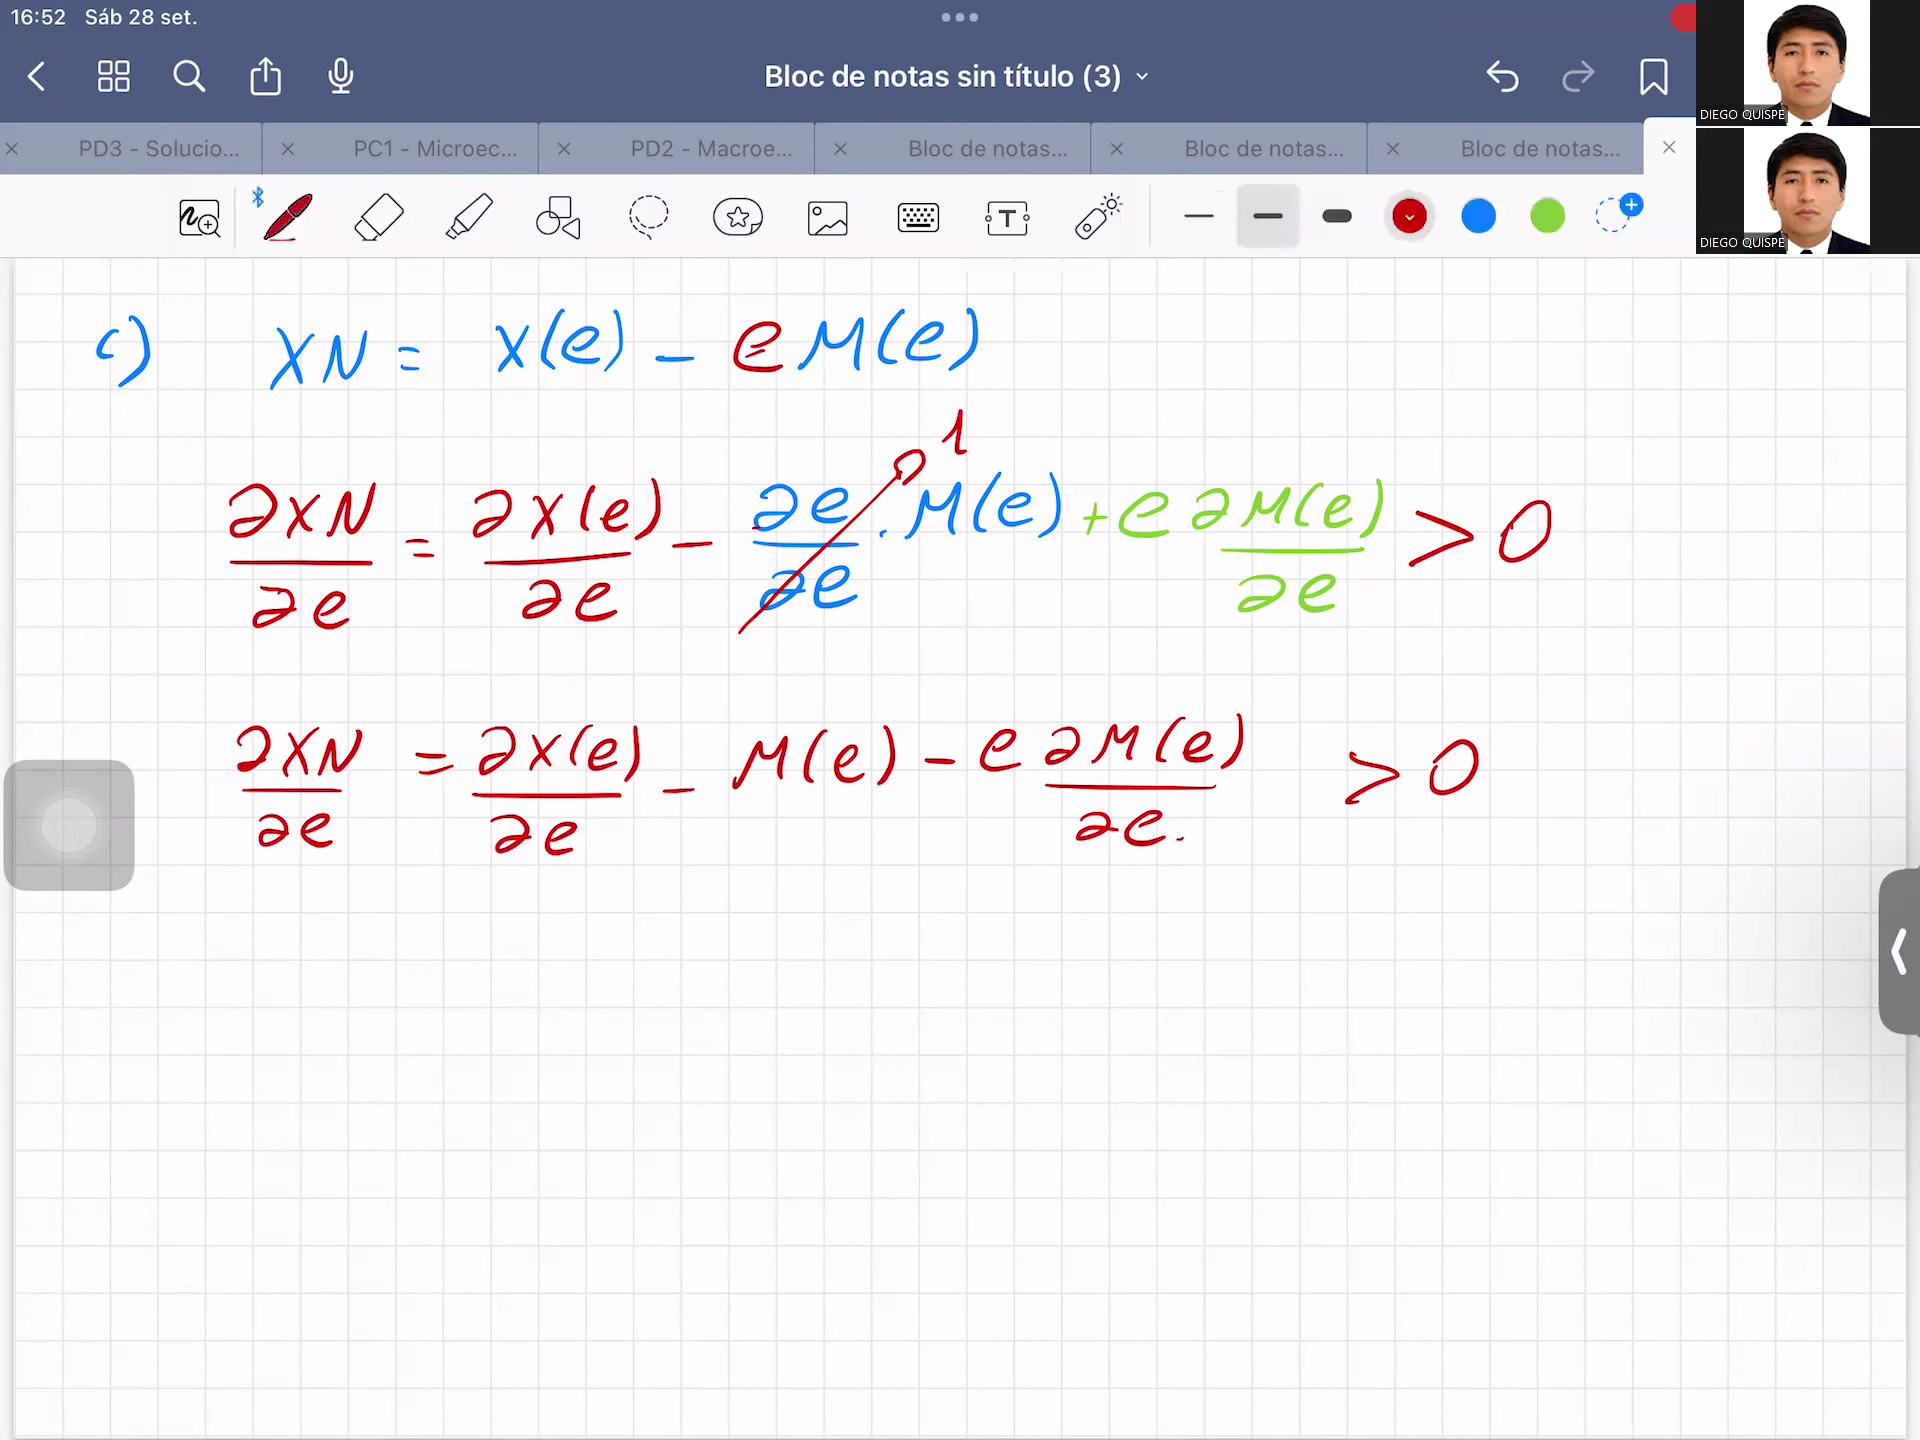 16:52 Sáb 28 set.
Bloc de notas sin título (3)
DIEGO QUISPE
PD3 - Solucio... PC1 - Microec... PD2 - Macroe... Bloc de notas... Bloc de notas... Bloc de notas...
T
DIEGO QUISPE
c) XN = X(e) - e M(e)
1
∂XN/∂e = ∂X(e)/∂e - ∂e/∂e . M(e) + e ∂M(e)/∂e > 0
∂XN/∂e = ∂X(e)/∂e - M(e) - e ∂M(e)/∂e. > 0